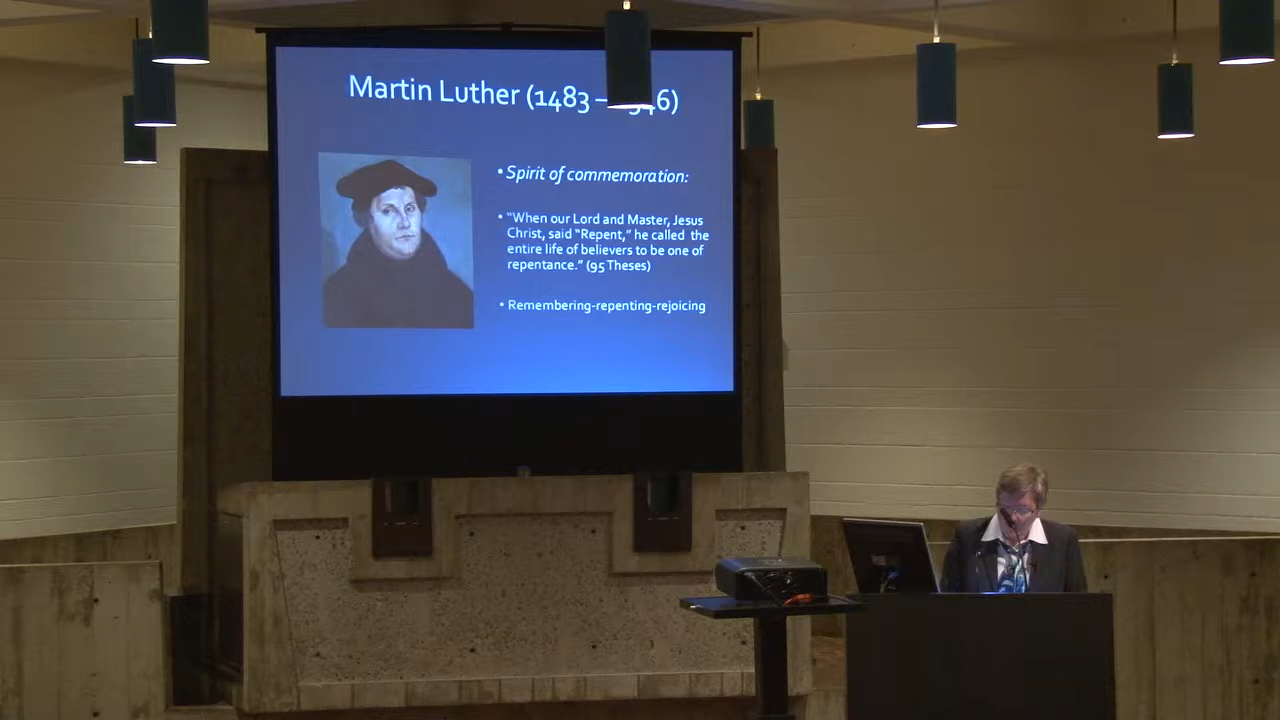 Martin Luther (1483 – 46)
• Spirit of commemoration:
• “When our Lord and Master, Jesus
Christ, said “Repent,” he called the
entire life of believers to be one of
repentance.” (95 Theses)
• Remembering-repenting-rejoicing